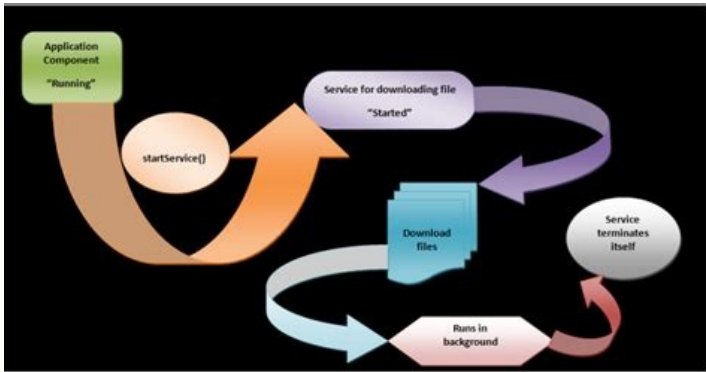 Application
Component
"Running"
startService()
Service for downloading file
"Started"
Download
files
Runs in
background
Service
terminates
itself